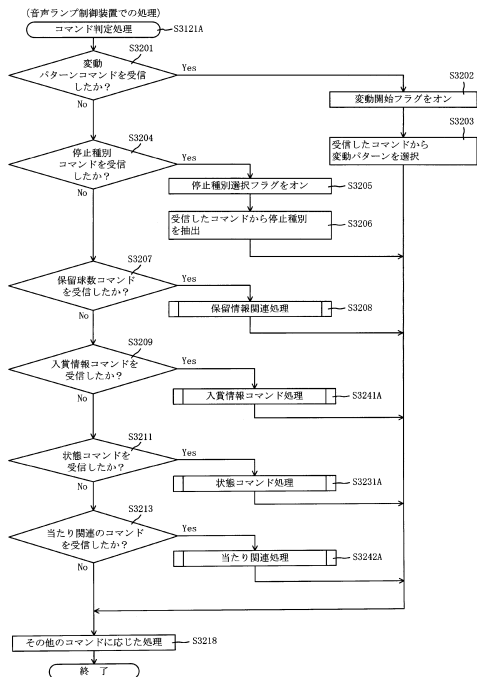 (音声ランプ制御装置での処理)
コマンド判定処理
S3121A
S3201
変動
パターンコマンドを受信
したか?
Yes
No
S3202
変動開始フラグをオン
S3203
受信したコマンドから
変動パターンを選択
S3204
停止種別
コマンドを受信
したか?
Yes
No
停止種別選択フラグをオン
S3205
受信したコマンドから停止種別
を抽出
S3206
S3207
保留球数コマンド
を受信したか?
Yes
No
保留情報関連処理
S3208
S3209
入賞情報コマンドを
受信したか?
Yes
No
入賞情報コマンド処理
S3241A
S3211
状態コマンドを
受信したか?
Yes
No
状態コマンド処理
S3231A
S3213
当たり関連のコマンド
を受信したか?
Yes
No
当たり関連処理
S3242A
その他のコマンドに応じた処理
S3218
終 了